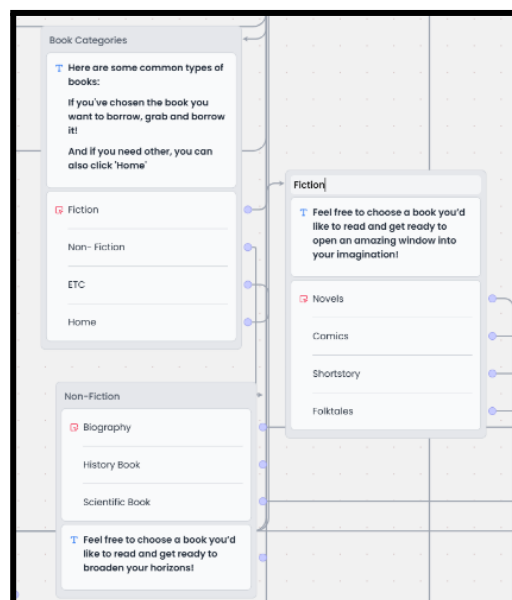 Book Categories
Here are some common types of
books:
If you've chosen the book you
want to borrow, grab and borrow
it!
And if you need other, you can
also click 'Home'
Fiction
Non- Fiction
ETC
Home
Fiction
Feel free to choose a book you'd
like to read and get ready to
open an amazing window into
your imagination!
Novels
Comics
Shortstory
Folktales
Non-Fiction
Biography
History Book
Scientific Book
Feel free to choose a book you'd
like to read and get ready to
broaden your horizons!